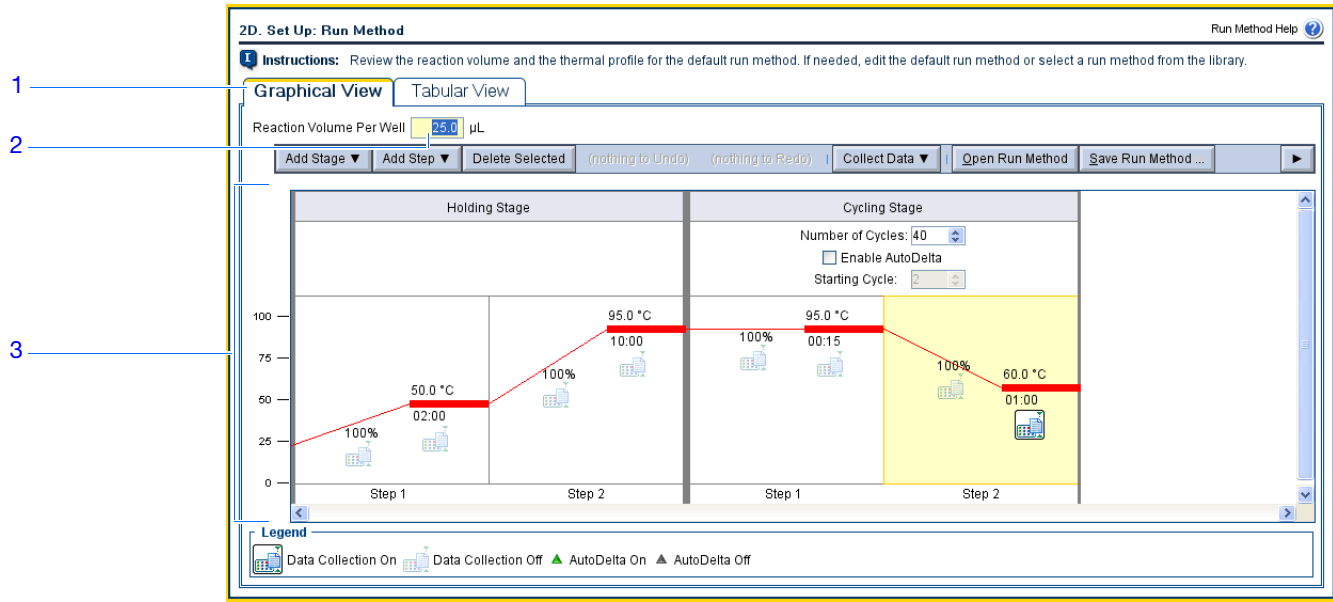 2D. Set Up: Run Method Run Method Help
Instructions: Review the reaction volume and the thermal profile for the default run method. If needed, edit the default run method or select a run method from the library.
1
Graphical View Tabular View
Reaction Volume Per Well 25.0 µL
2
Add Stage ▼ Add Step ▼ Delete Selected (nothing to Undo) (nothing to Redo) Collect Data ▼ Open Run Method Save Run Method ...
3
Holding Stage Cycling Stage
Number of Cycles: 40
Enable AutoDelta
Starting Cycle: 2
100 95.0 °C 95.0 °C
10:00 100% 00:15
75
100% 100% 60.0 °C
50.0 °C
50 01:00
02:00
100%
25
0
Step 1 Step 2 Step 1 Step 2
Legend
Data Collection On Data Collection Off AutoDelta On AutoDelta Off